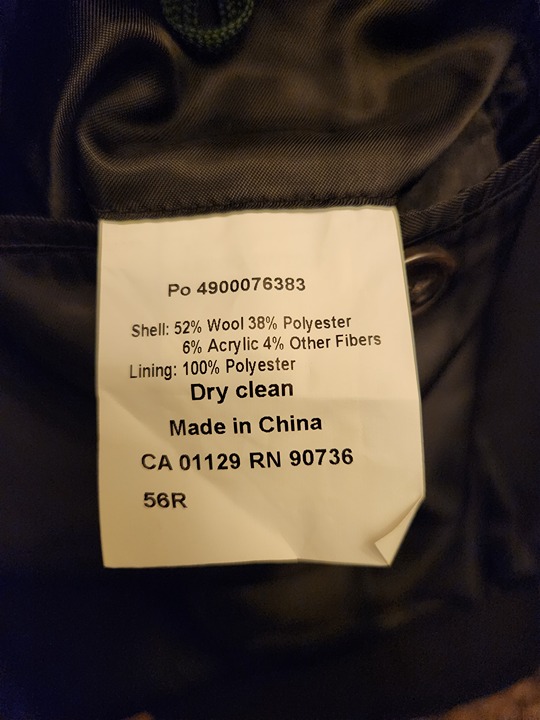 Po 4900076383
Shell: 52% Wool 38% Polyester
6% Acrylic 4% Other Fibers
Lining: 100% Polyester
Dry clean
Made in China
CA 01129 RN 90736
56R